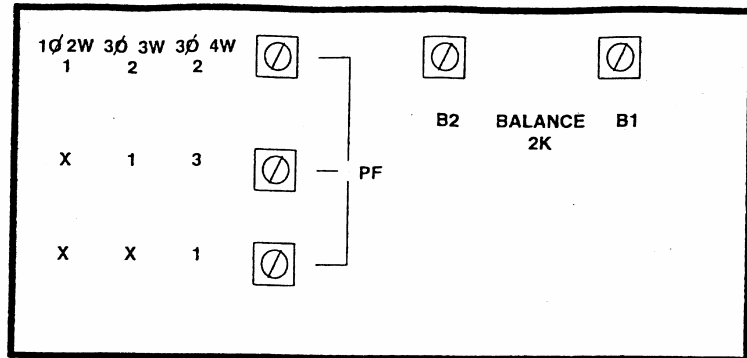 1Ø 2W 3Ø 3W 3Ø 4W
1 2 2
B2 BALANCE B1
2K
X 1 3
PF
X X 1